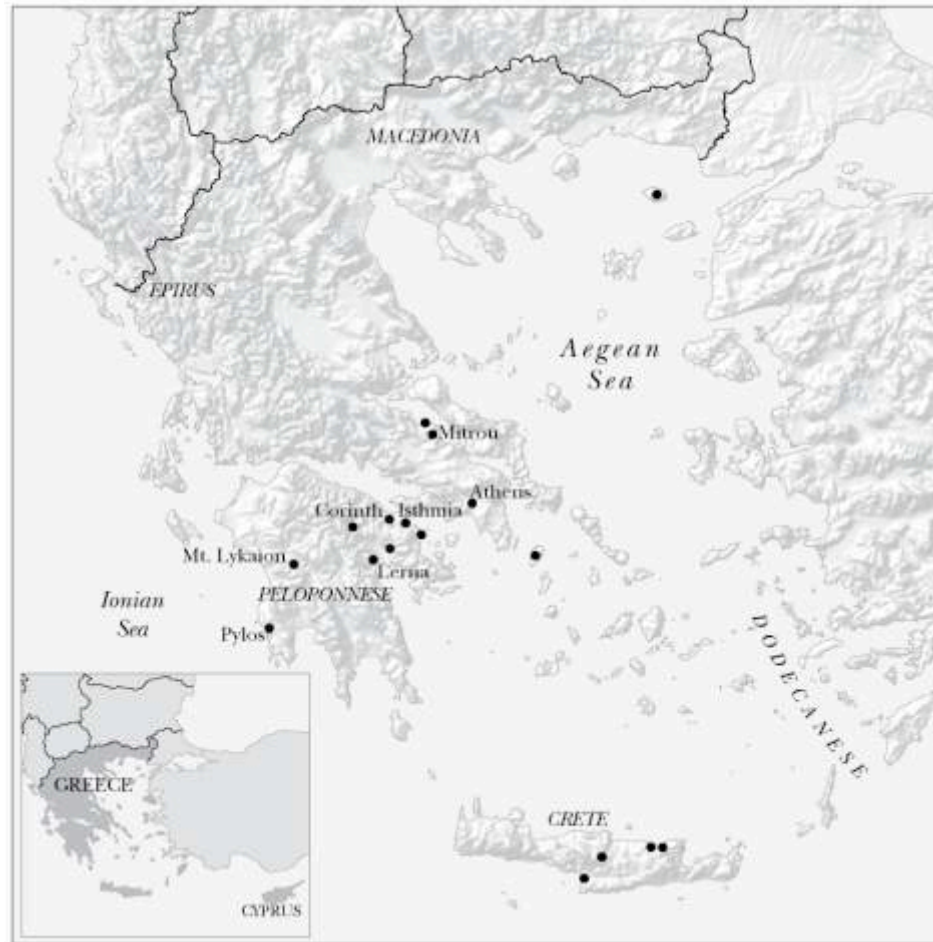 MACEDONIA
EPIRUS
Aegean
Sea
Mitrou
Athens
Corinth
Isthmia
Mt. Lykaion
Lerna
PELOPONNESE
Ionian
Sea
Pylos
DODECANESE
GREECE
CRETE
CYPRUS